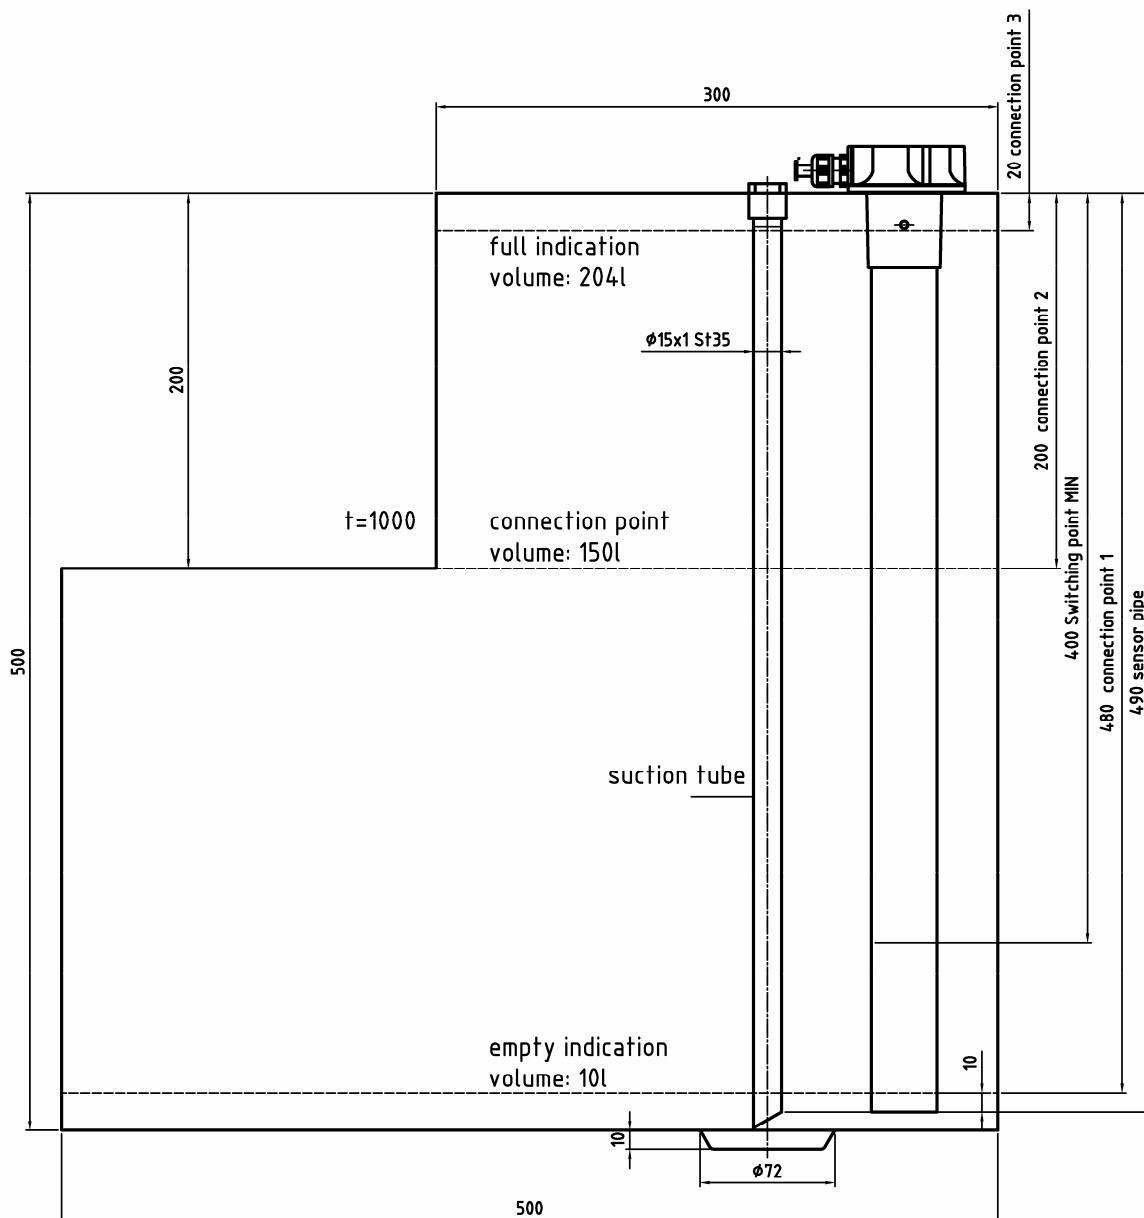 300
20 connection point 3
full indication
volume: 204l
ø15x1 St35
200
200 connection point 2
t=1000
connection point
volume: 150l
400 Switching point MIN
480 connection point 1
490 sensor pipe
500
suction tube
empty indication
volume: 10l
10
10
ø72
500